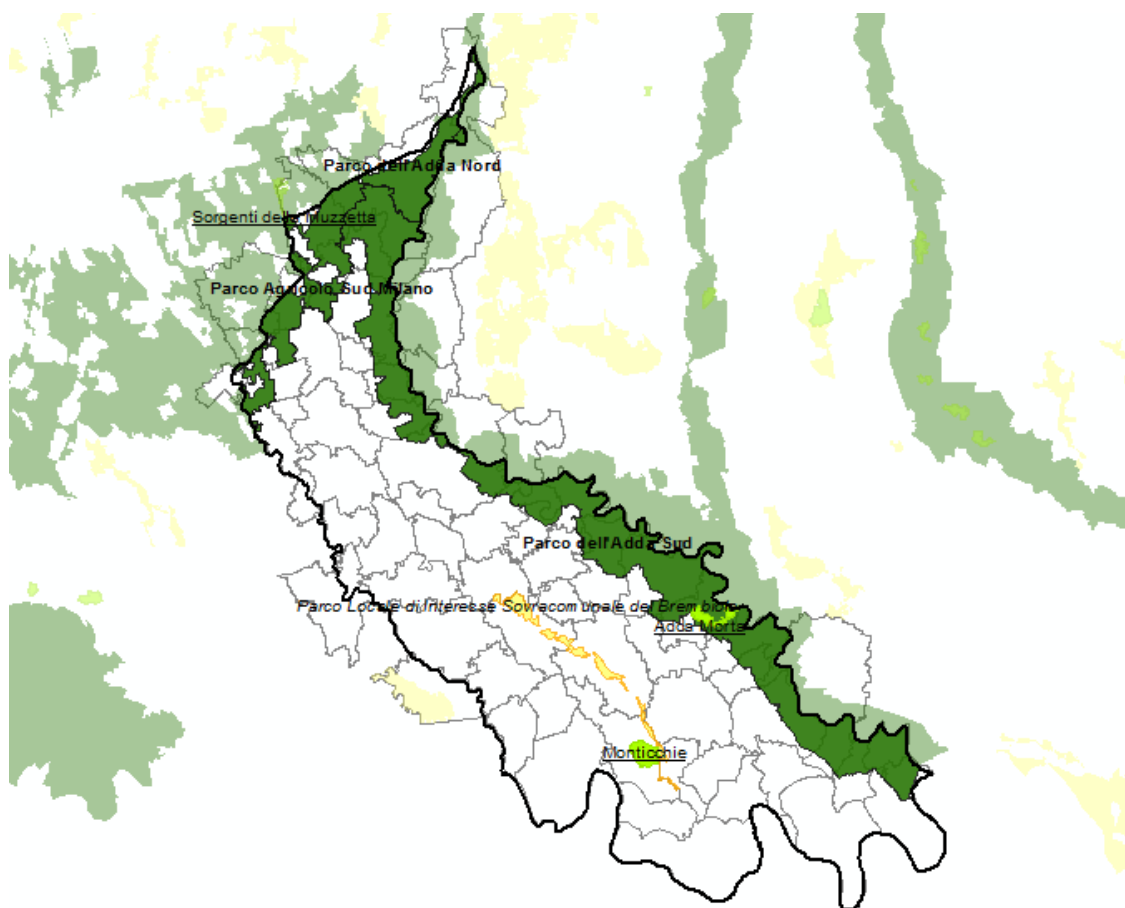 Parco dell'Adda Nord
Sorgenti della Muzzetta
Parco Agricolo Sud Milano
Parco dell'Adda Sud
Parco Locale di Interesse Sovracomunale del Brembiolo
Adda Morta
Monticchie